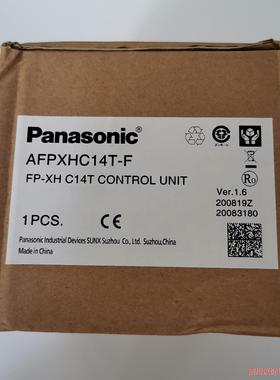 Panasonic®
AFPXHC14T-F
FP-XH C14T CONTROL UNIT
Ver.1.6
200819Z
20083180
1PCS.
CE
Panasonic Industrial Devices SUNX Suzhou Co., Ltd. Suzhou, China
Made in China